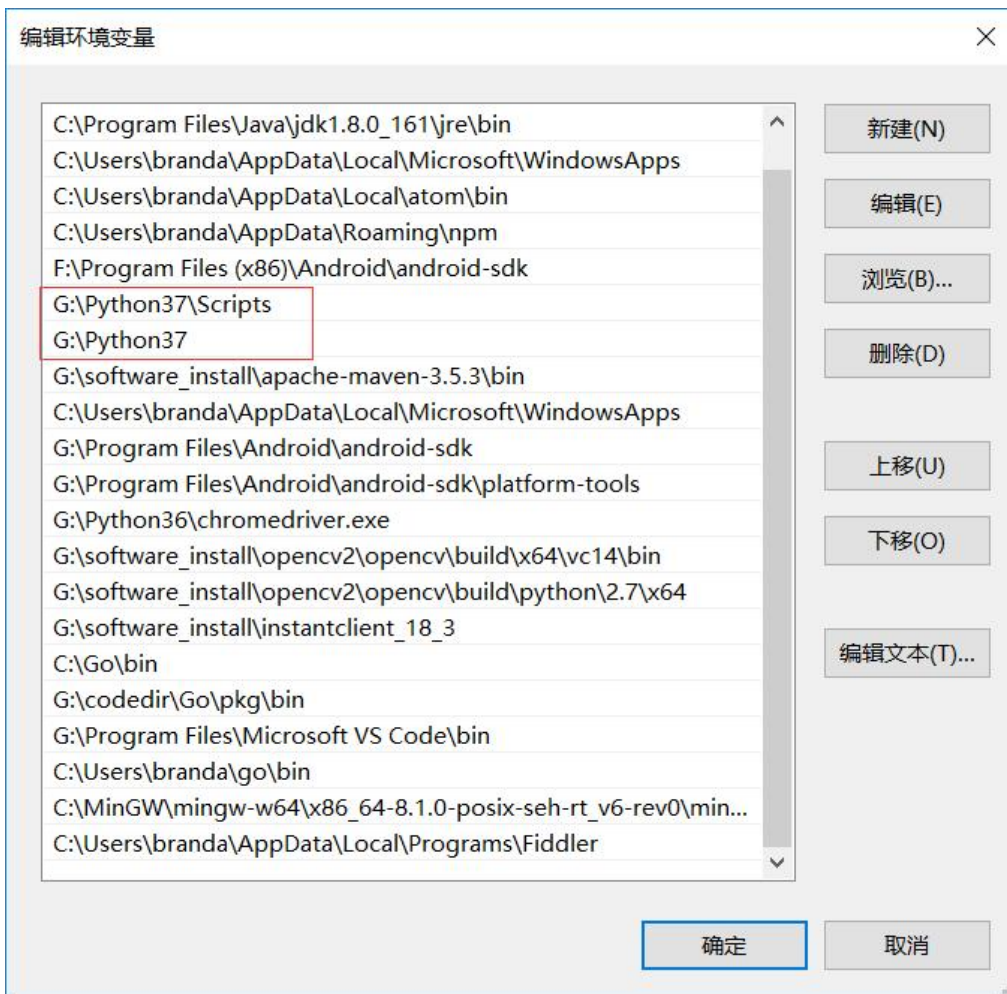 编辑环境变量
C:\Program Files\Java\jdk1.8.0_161\jre\bin
C:\Users\branda\AppData\Local\Microsoft\WindowsApps
C:\Users\branda\AppData\Local\atom\bin
C:\Users\branda\AppData\Roaming\npm
F:\Program Files (x86)\Android\android-sdk
G:\Python37\Scripts
G:\Python37
G:\software_install\apache-maven-3.5.3\bin
C:\Users\branda\AppData\Local\Microsoft\WindowsApps
G:\Program Files\Android\android-sdk
G:\Program Files\Android\android-sdk\platform-tools
G:\Python36\chromedriver.exe
G:\software_install\opencv2\opencv\build\x64\vc14\bin
G:\software_install\opencv2\opencv\build\python\2.7\x64
G:\software_install\instantclient_18_3
C:\Go\bin
G:\codedir\Go\pkg\bin
G:\Program Files\Microsoft VS Code\bin
C:\Users\branda\go\bin
C:\MinGW\mingw-w64\x86_64-8.1.0-posix-seh-rt_v6-rev0\min...
C:\Users\branda\AppData\Local\Programs\Fiddler
新建(N)
编辑(E)
浏览(B)...
删除(D)
上移(U)
下移(O)
编辑文本(T)...
确定
取消